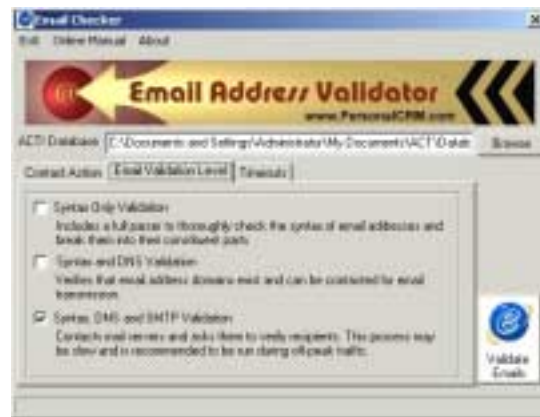 Email Checker
Exit Online Manual About
Email Address Validator
www.PersonalCRM.com
ACT! Database C:\Documents and Settings\Administrator\My Documents\ACT\Datab Browse
Contact Action Email Validation Level Timeouts
Syntax Only Validation
Includes a full parser to thoroughly check the syntax of email addresses and
break them into their constituent parts
Syntax and DNS Validation
Verifies that email address domains exist and can be contacted for email
transmission.
Syntax, DNS and SMTP Validation
Contacts mail servers and asks them to verify recipients. This process may
be slow and is recommended to be run during off-peak traffic.
Validate
Emails